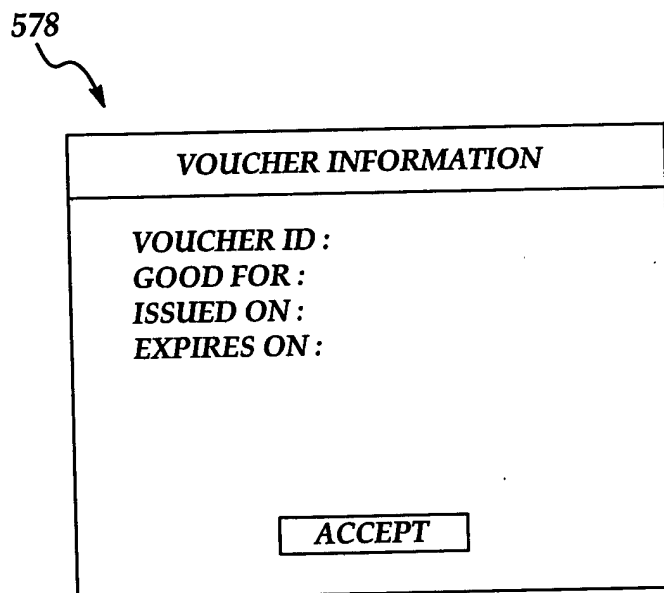 578
VOUCHER INFORMATION
VOUCHER ID :
GOOD FOR :
ISSUED ON :
EXPIRES ON :
ACCEPT